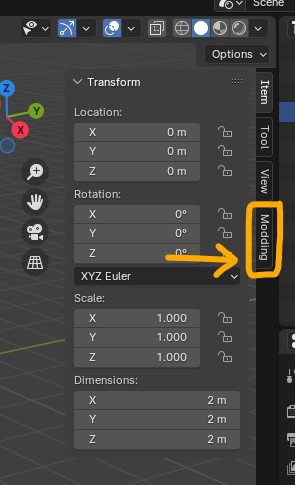 Scene
Options
Transform
Location:
X 0 m
Y 0 m
Z 0 m
Rotation:
X 0°
Y 0°
Z 0°
XYZ Euler
Scale:
X 1.000
Y 1.000
Z 1.000
Dimensions:
X 2 m
Y 2 m
Z 2 m
Item
Tool
View
Modding
Z
Y
X